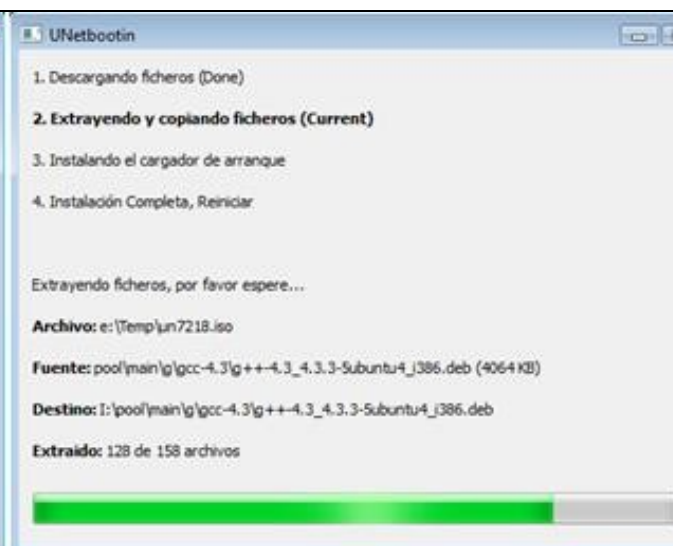 UNetbootin
1. Descargando ficheros (Done)
2. Extrayendo y copiando ficheros (Current)
3. Instalando el cargador de arranque
4. Instalación Completa, Reiniciar
Extrayendo ficheros, por favor espere...
Archivo: e:\Temp\un7218.iso
Fuente: pool\main\g\gcc-4.3\g++-4.3_4.3.3-5ubuntu4_i386.deb (4064 KB)
Destino: I:\pool\main\g\gcc-4.3\g++-4.3_4.3.3-5ubuntu4_i386.deb
Extraido: 128 de 158 archivos